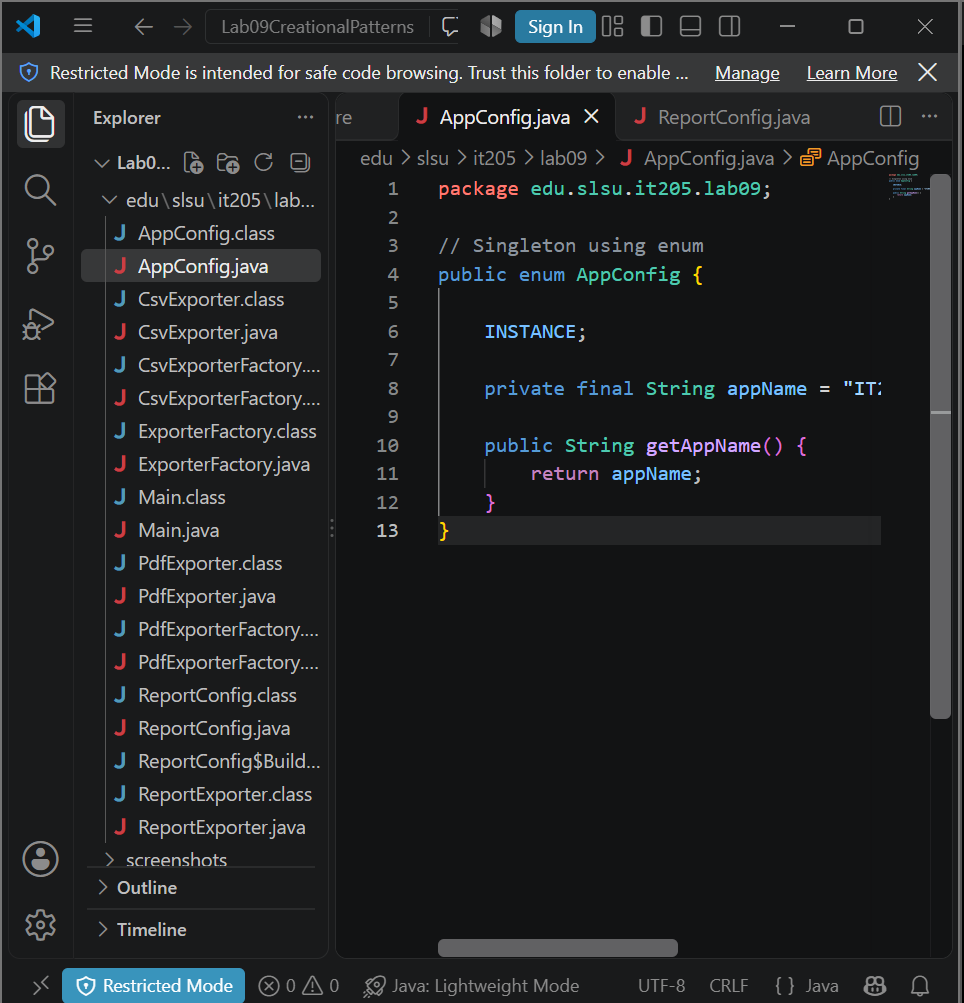 Lab09CreationalPatterns
Sign In
Restricted Mode is intended for safe code browsing. Trust this folder to enable ...
Manage
Learn More
Explorer
Lab0...
edu\slsu\it205\lab...
AppConfig.class
AppConfig.java
CsvExporter.class
CsvExporter.java
CsvExporterFactory....
CsvExporterFactory....
ExporterFactory.class
ExporterFactory.java
Main.class
Main.java
PdfExporter.class
PdfExporter.java
PdfExporterFactory....
PdfExporterFactory....
ReportConfig.class
ReportConfig.java
ReportConfig$Build...
ReportExporter.class
ReportExporter.java
screenshots
Outline
Timeline
re
AppConfig.java
ReportConfig.java
edu > slsu > it205 > lab09 > AppConfig.java > AppConfig
1 package edu.slsu.it205.lab09;
2
3 // Singleton using enum
4 public enum AppConfig {
5
6 INSTANCE;
7
8 private final String appName = "IT2
9
10 public String getAppName() {
11 return appName;
12 }
13 }
Restricted Mode
0
0
Java: Lightweight Mode
UTF-8
CRLF
{ } Java